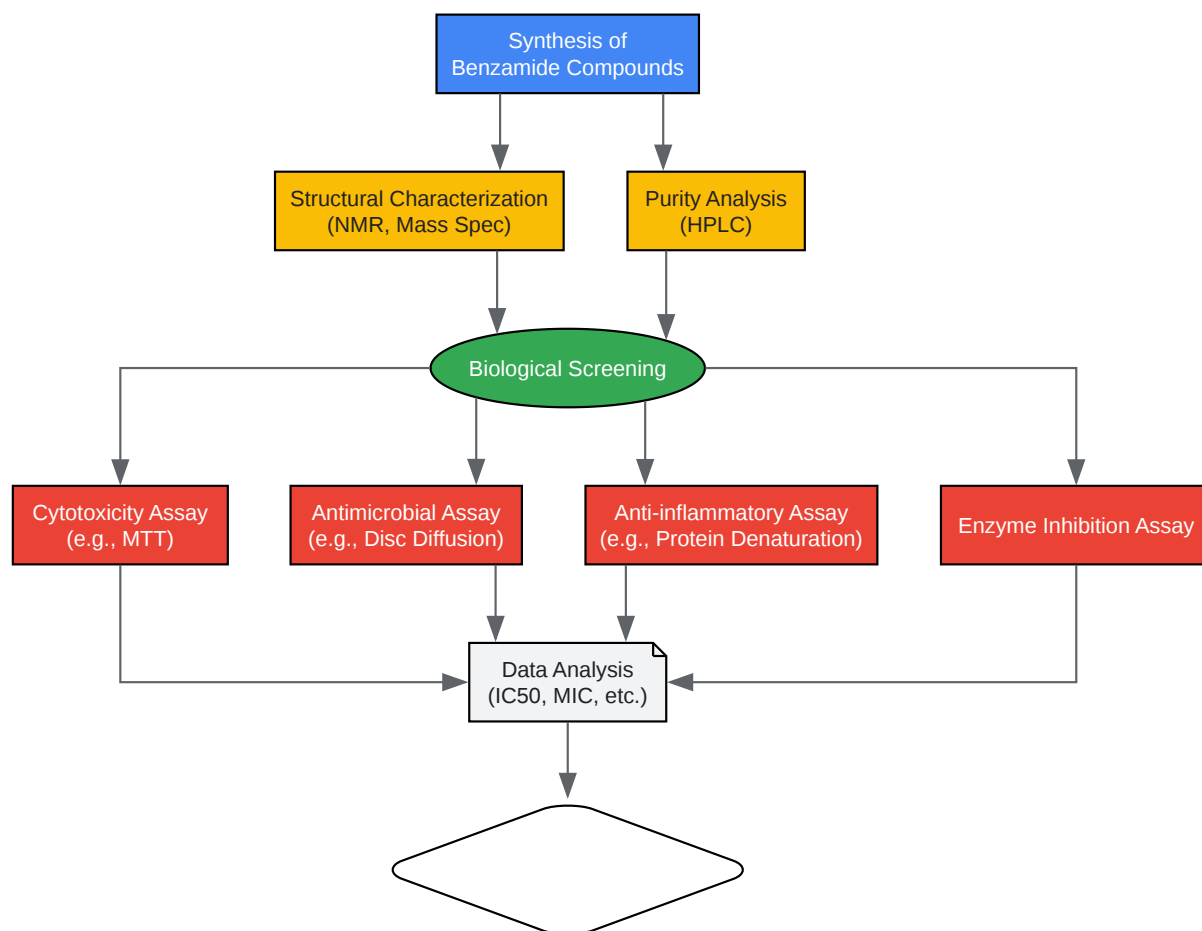 Synthesis of
Benzamide Compounds
Structural Characterization
(NMR, Mass Spec)
Purity Analysis
(HPLC)
Biological Screening
Cytotoxicity Assay
(e.g., MTT)
Antimicrobial Assay
(e.g., Disc Diffusion)
Anti-inflammatory Assay
(e.g., Protein Denaturation)
Enzyme Inhibition Assay
Data Analysis
(IC50, MIC, etc.)